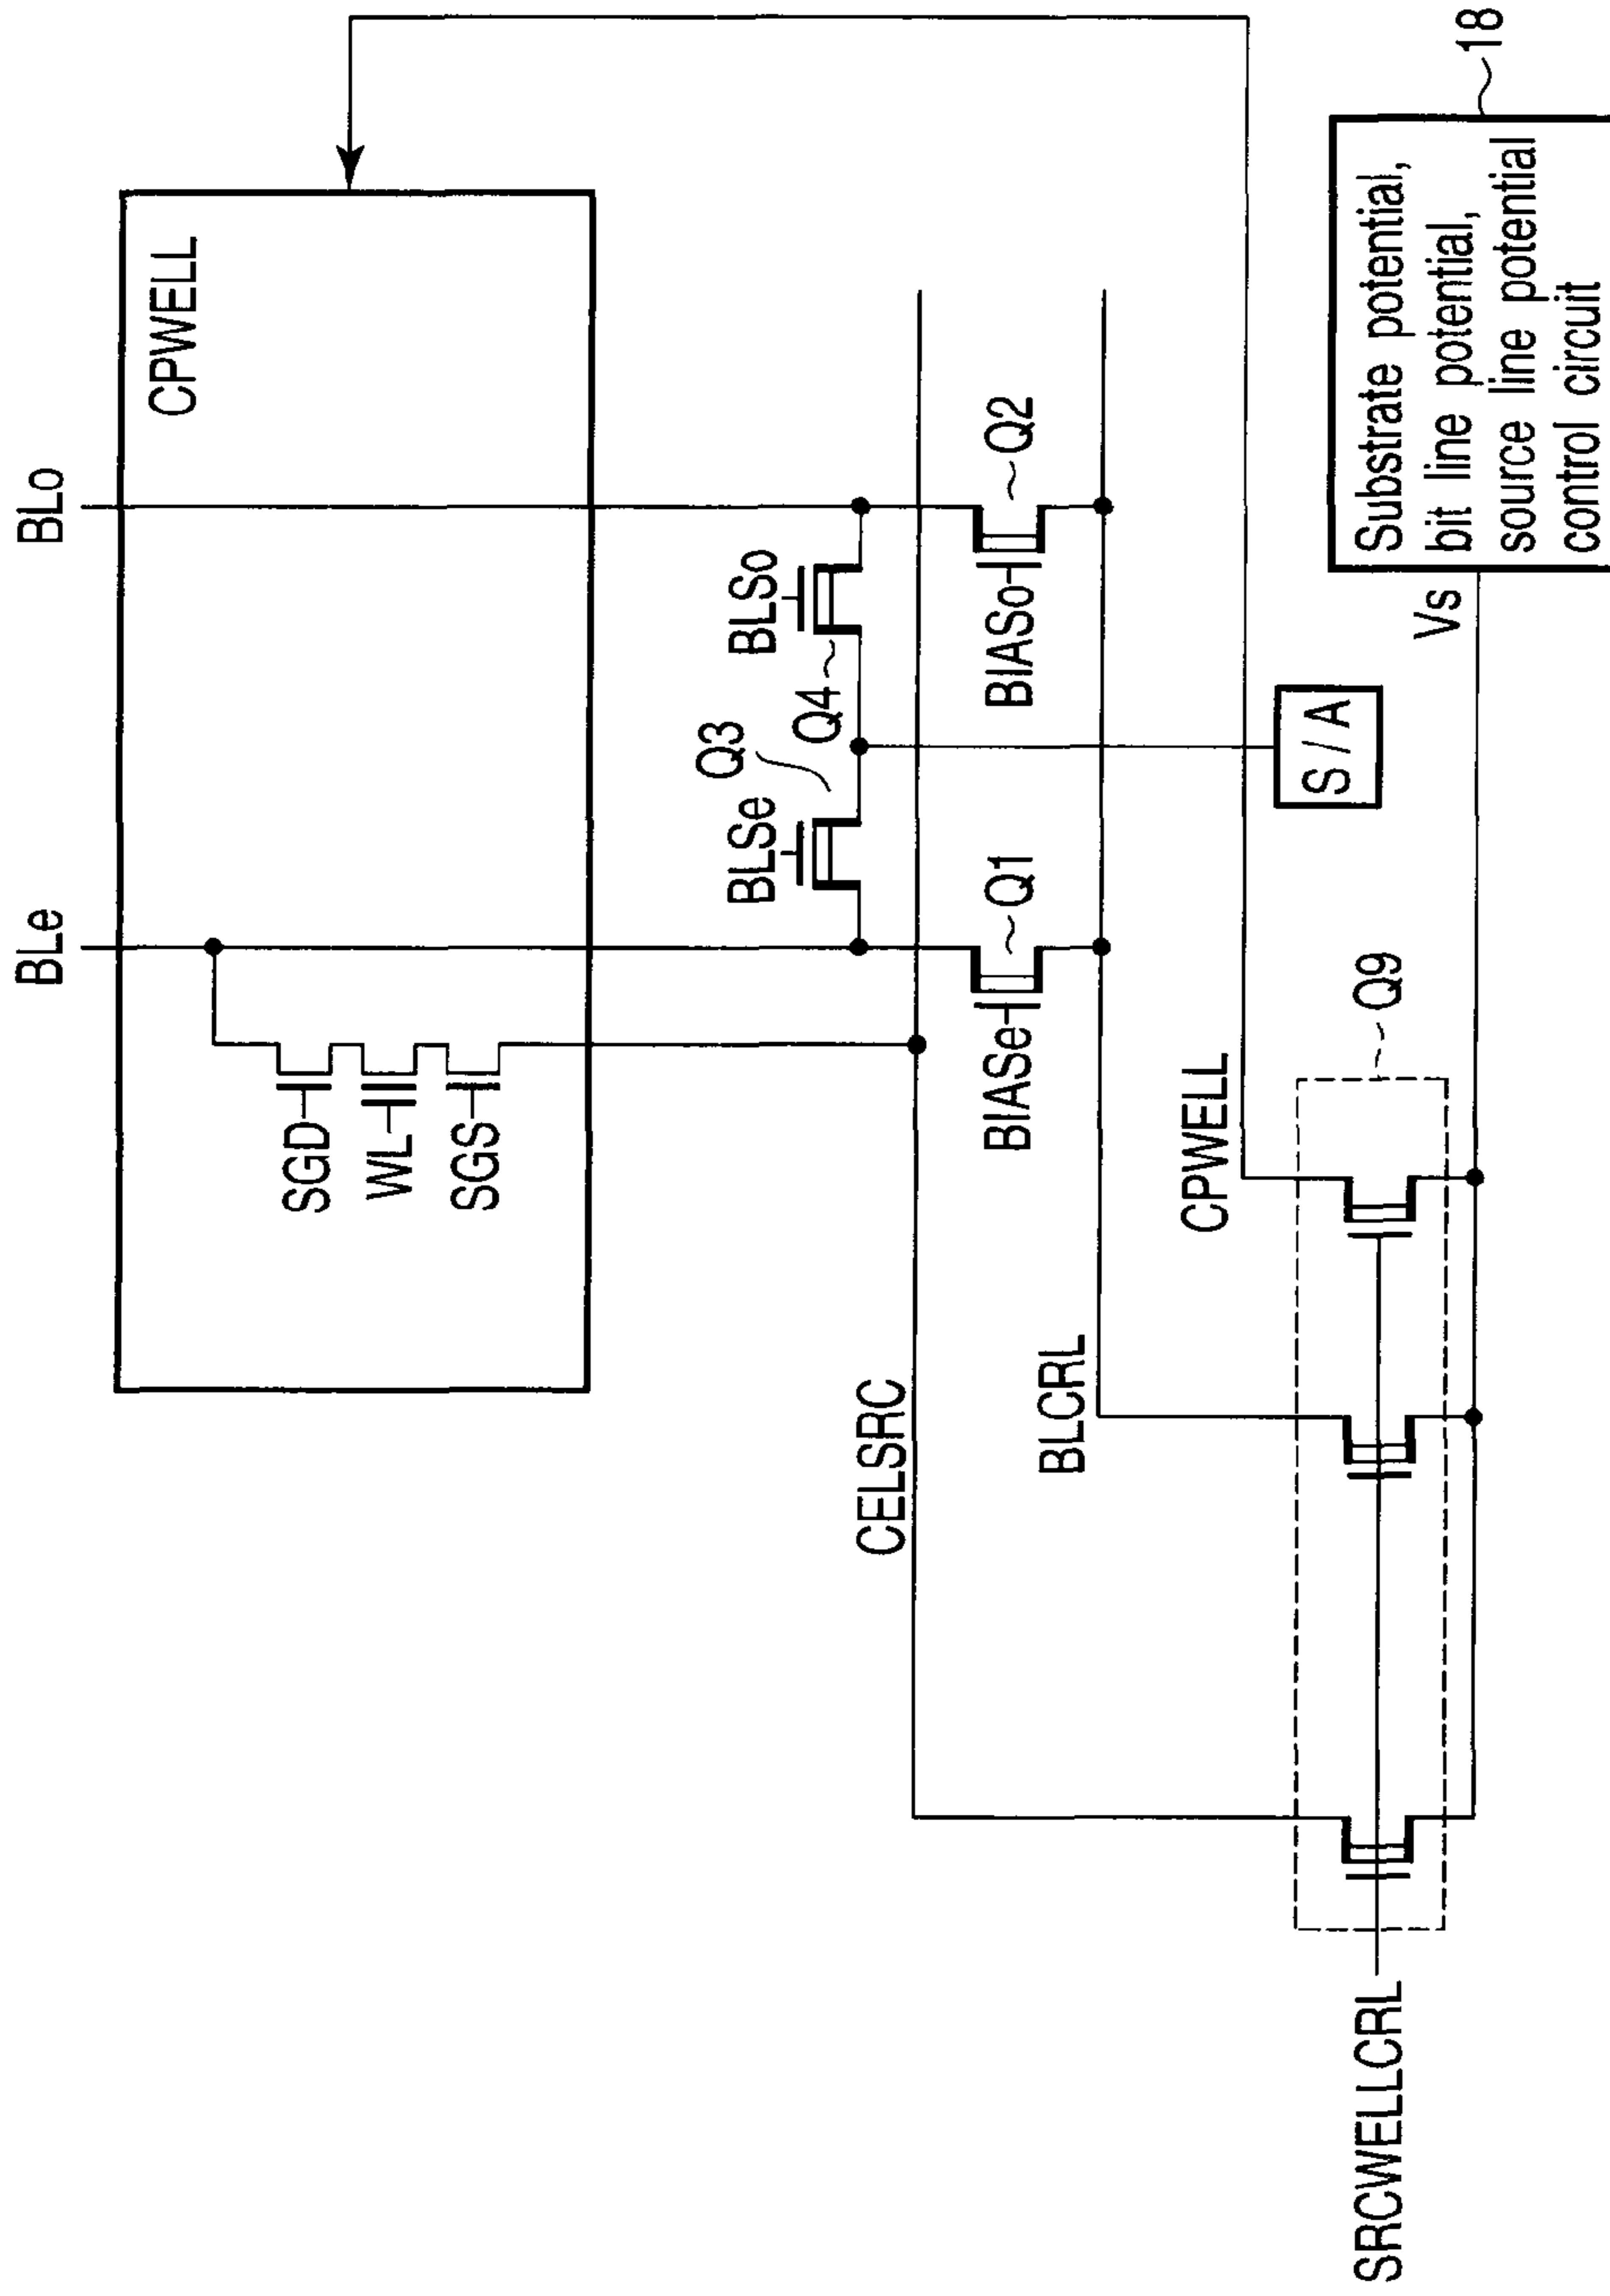 BLe
BLo
CPWELL
SGD
WL
SGS
BLSe
Q3
BLSo
Q4
BIASe
Q1
BIASo
Q2
CELSRC
BLCRL
CPWELL
S / A
SRCWELLCRL
Q9
Vs
Substrate potential,
bit line potential,
source line potential
control circuit
18